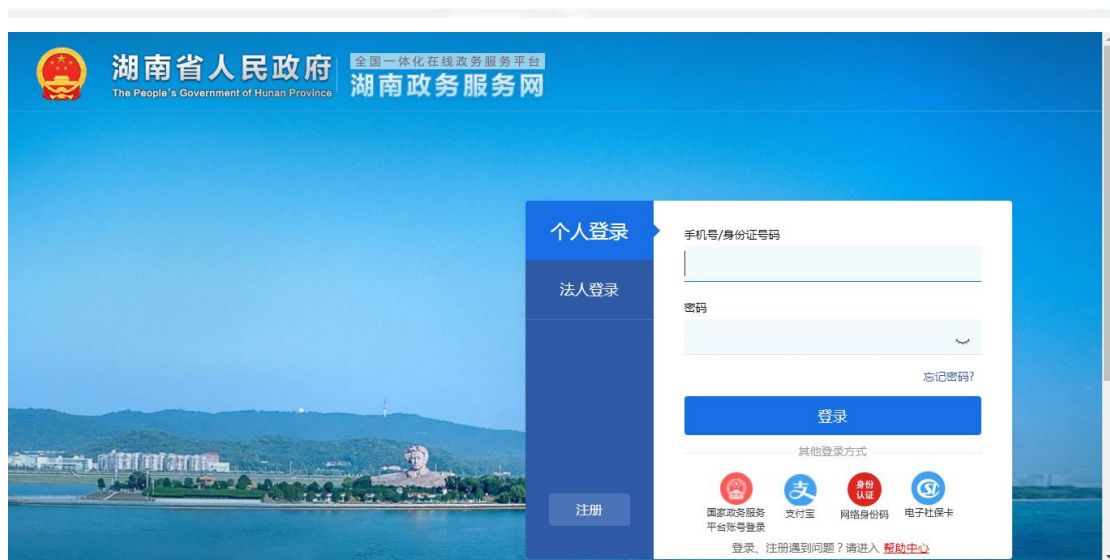 湖南省人民政府
The People's Government of Hunan Province
全国一体化在线政务服务平台
湖南政务服务网
个人登录
法人登录
注册
手机号/身份证号码
密码
忘记密码?
登录
其他登录方式
身份
认证
国家政务服务
平台账号登录
支付宝
网络身份码
电子社保卡
登录、注册遇到问题？请进入 帮助中心